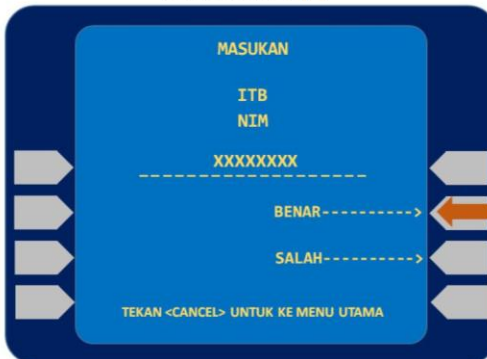 MASUKAN
ITB
NIM
XXXXXXXX
--------------------
BENAR---------->
SALAH---------->
TEKAN <CANCEL> UNTUK KE MENU UTAMA